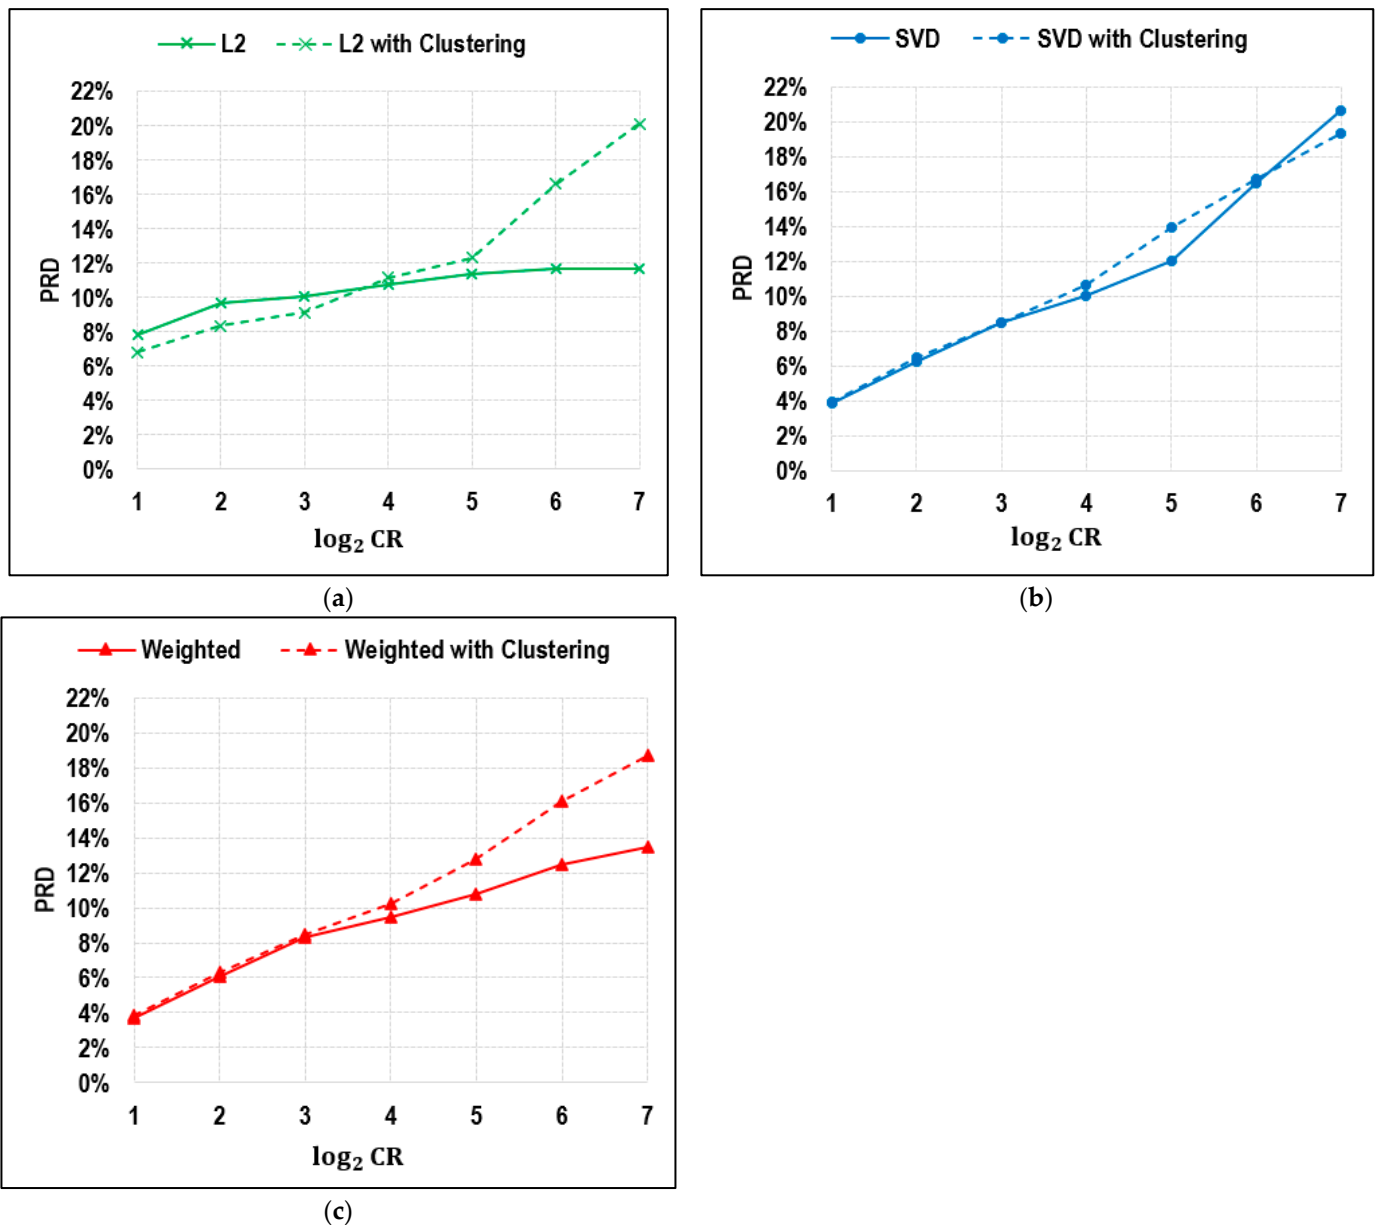 L2 L2 with Clustering
22%
20%
18%
16%
14%
12%
10%
8%
6%
4%
2%
0%
PRD
1 2 3 4 5 6 7
log₂ CR
(a)
SVD SVD with Clustering
22%
20%
18%
16%
14%
12%
10%
8%
6%
4%
2%
0%
PRD
1 2 3 4 5 6 7
log₂ CR
(b)
Weighted Weighted with Clustering
22%
20%
18%
16%
14%
12%
10%
8%
6%
4%
2%
0%
PRD
1 2 3 4 5 6 7
log₂ CR
(c)